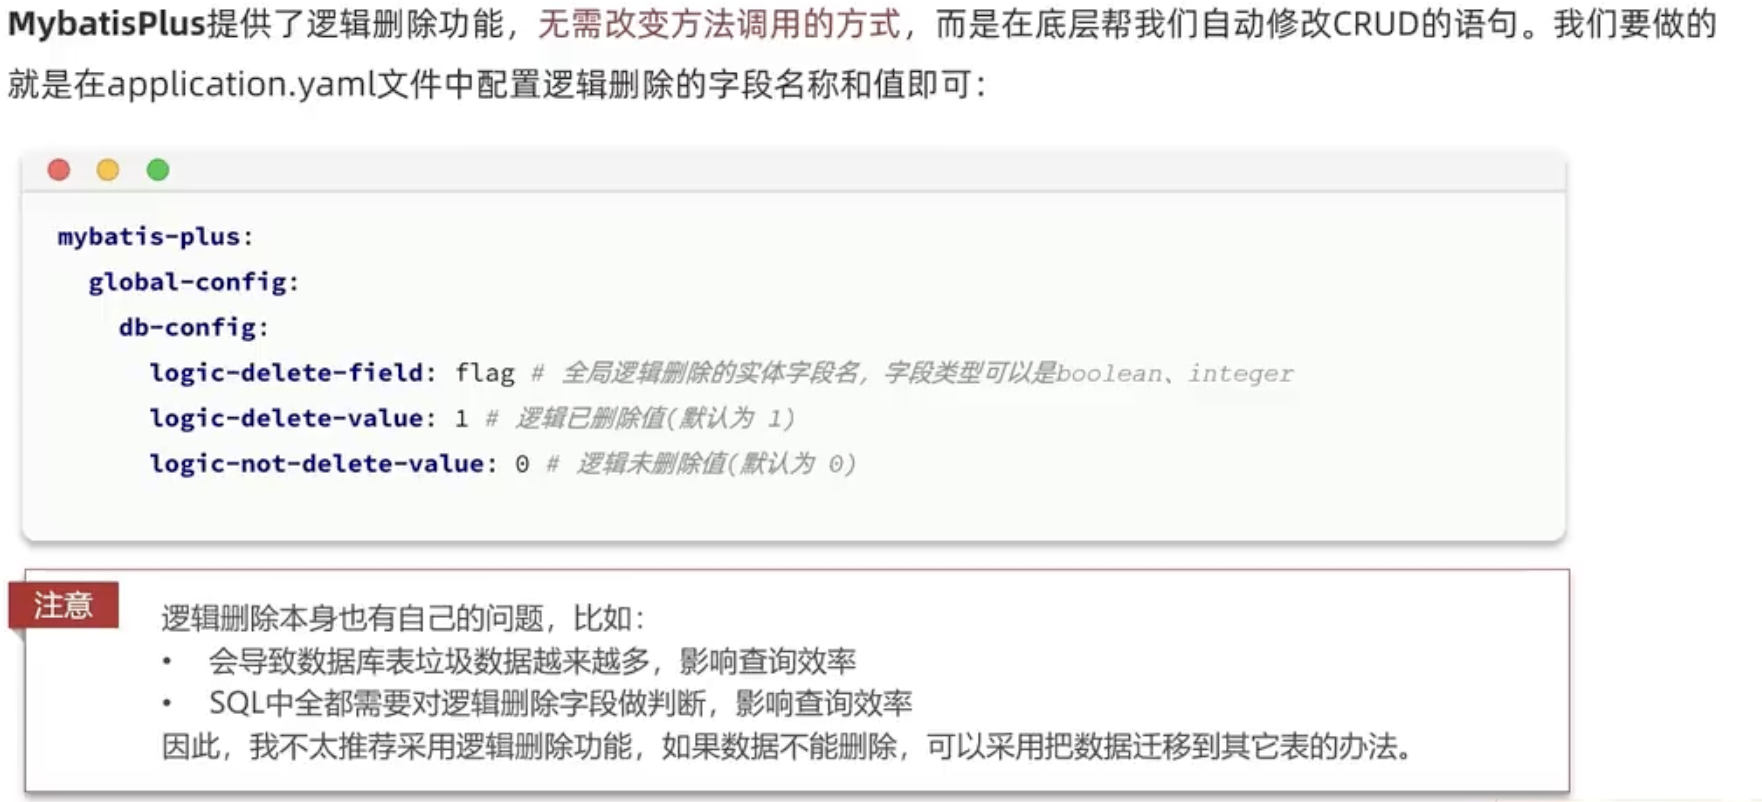 MybatisPlus提供了逻辑删除功能，无需改变方法调用的方式，而是在底层帮我们自动修改CRUD的语句。我们要做的
就是在application.yaml文件中配置逻辑删除的字段名称和值即可：
mybatis-plus:
  global-config:
    db-config:
      logic-delete-field: flag # 全局逻辑删除的实体字段名，字段类型可以是boolean、integer
      logic-delete-value: 1 # 逻辑已删除值(默认为 1)
      logic-not-delete-value: 0 # 逻辑未删除值(默认为 0)
注意
逻辑删除本身也有自己的问题，比如：
• 会导致数据库表垃圾数据越来越多，影响查询效率
• SQL中全都需要对逻辑删除字段做判断，影响查询效率
因此，我不太推荐采用逻辑删除功能，如果数据不能删除，可以采用把数据迁移到其它表的办法。